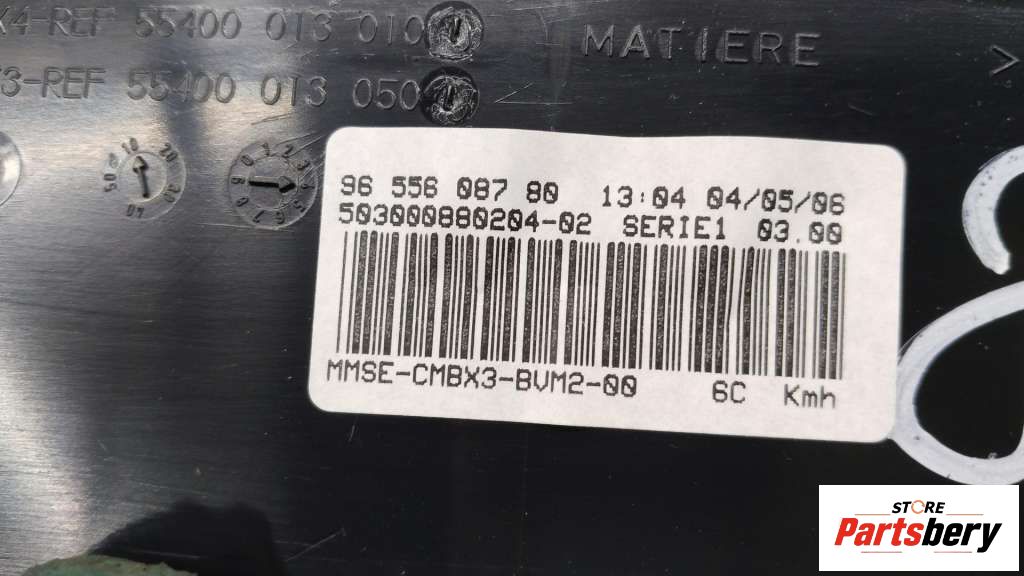 X4-REF 55400 013 010
X3-REF 55400 013 050
MATIERE >
96 556 087 80 13:04 04/05/06
503000880204-02 SERIE1 03.00
MMSE-CMBX3-BVM2-00 6C Kmh
STORE
Partsbery